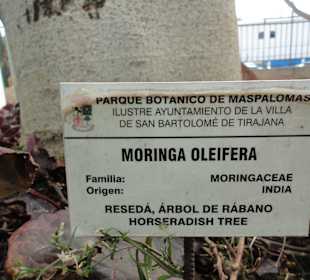 PARQUE BOTANICO DE MASPALOMAS
ILUSTRE AYUNTAMIENTO DE LA VILLA
DE SAN BARTOLOMÉ DE TIRAJANA
MORINGA OLEIFERA
Familia: MORINGACEAE
Origen: INDIA
RESEDÁ, ÁRBOL DE RÁBANO
HORSERADISH TREE